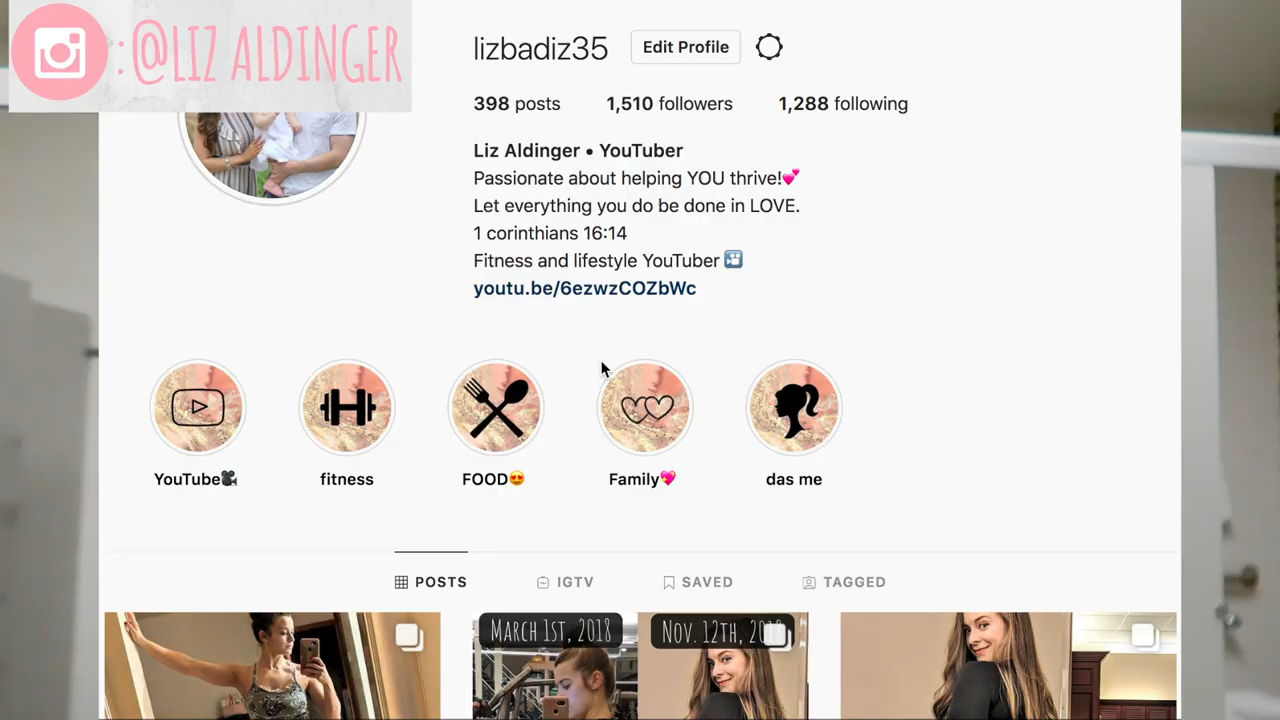 :@LIZ ALDINGER
lizbadiz35 Edit Profile
398 posts 1,510 followers 1,288 following
Liz Aldinger • YouTuber
Passionate about helping YOU thrive!💕
Let everything you do be done in LOVE.
1 corinthians 16:14
Fitness and lifestyle YouTuber 🎦
youtu.be/6ezwzCOZbWc
YouTube🎥 fitness FOOD😍 Family💖 das me
POSTS IGTV SAVED TAGGED
MARCH 1ST, 2018 NOV. 12TH, 2018